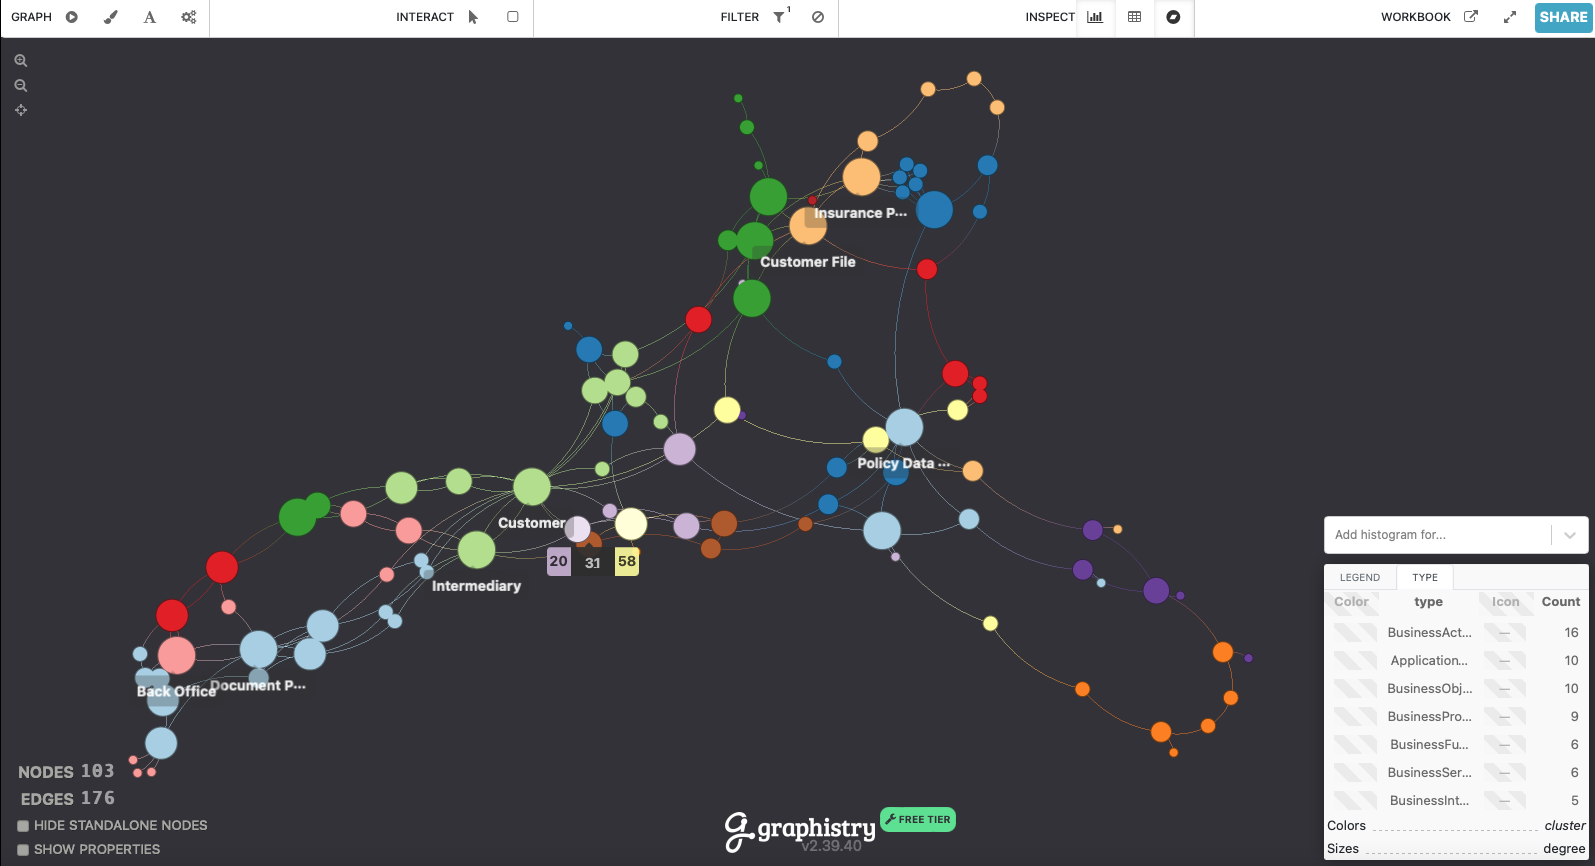 GRAPH INTERACT FILTER 1 INSPECT WORKBOOK SHARE
Insurance P...
Customer File
Policy Data ...
Customer
20 31 58
Intermediary
Document P...
Back Office
Add histogram for...
LEGEND TYPE
Color type Icon Count
BusinessAct... — 16
Application... — 10
BusinessObj... — 10
BusinessPro... — 9
BusinessFu... — 6
BusinessSer... — 6
BusinessInt... — 5
Colors cluster
Sizes degree
NODES 103
EDGES 176
HIDE STANDALONE NODES
SHOW PROPERTIES
graphistry FREE TIER
v2.39.40